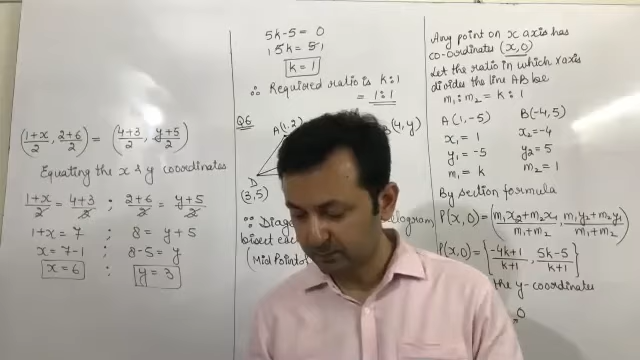 Any point on x axis has
co-ordinates (x,0)
Let the ratio in which x axis
divides the line AB be
m₁:m₂ = k:1
A(1,-5) B(-4,5)
x₁=1 x₂=-4
y₁=-5 y₂=5
m₁=k m₂=1
By section formula
P(x,0)=(m₁x₂+m₂x₁/m₁+m₂, m₁y₂+m₂y₁/m₁+m₂)
P(x,0)={-4k+1/k+1, 5k-5/k+1}
the y-coordinates
0
5k-5=0
5k=5
k=1
∴ Required ratio is k:1
= 1:1
Q6
A(1,2) B(4,y)
D
(3,5)
∵ Diag
bisect eac
(Mid Point o
(1+x/2, 2+6/2) = (4+3/2, y+5/2)
Equating the x & y coordinates
1+x/2=4+3/2 ; 2+6/2=y+5/2
1+x=7 ; 8=y+5
x=7-1 ; 8-5=y
x=6 ; y=3